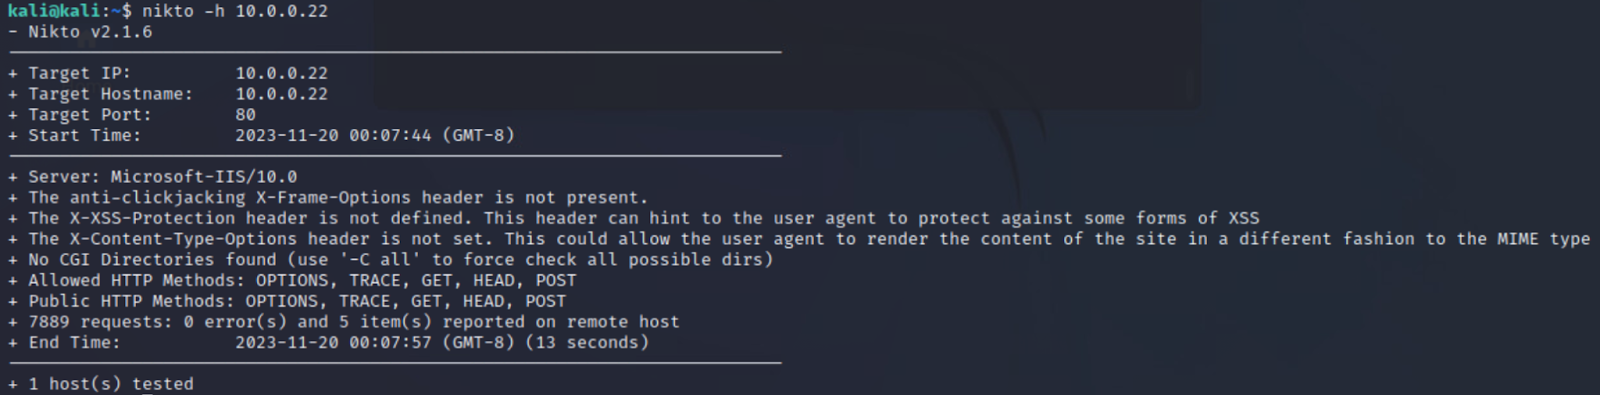 kali@kali:~$ nikto -h 10.0.0.22
- Nikto v2.1.6
+ Target IP:          10.0.0.22
+ Target Hostname:    10.0.0.22
+ Target Port:        80
+ Start Time:         2023-11-20 00:07:44 (GMT-8)
+ Server: Microsoft-IIS/10.0
+ The anti-clickjacking X-Frame-Options header is not present.
+ The X-XSS-Protection header is not defined. This header can hint to the user agent to protect against some forms of XSS
+ The X-Content-Type-Options header is not set. This could allow the user agent to render the content of the site in a different fashion to the MIME type
+ No CGI Directories found (use '-C all' to force check all possible dirs)
+ Allowed HTTP Methods: OPTIONS, TRACE, GET, HEAD, POST
+ Public HTTP Methods: OPTIONS, TRACE, GET, HEAD, POST
+ 7889 requests: 0 error(s) and 5 item(s) reported on remote host
+ End Time:           2023-11-20 00:07:57 (GMT-8) (13 seconds)
+ 1 host(s) tested